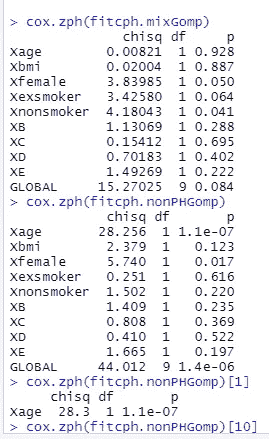 > cox.zph(fitcph.mixGomp)
chisq df p
Xage 0.00821 1 0.928
Xbmi 0.02004 1 0.887
Xfemale 3.83985 1 0.050
Xexsmoker 3.42580 1 0.064
Xnonsmoker 4.18043 1 0.041
XB 1.13069 1 0.288
XC 0.15412 1 0.695
XD 0.70183 1 0.402
XE 1.49269 1 0.222
GLOBAL 15.27025 9 0.084
> cox.zph(fitcph.nonPHGomp)
chisq df p
Xage 28.256 1 1.1e-07
Xbmi 2.379 1 0.123
Xfemale 5.740 1 0.017
Xexsmoker 0.251 1 0.616
Xnonsmoker 1.502 1 0.220
XB 1.409 1 0.235
XC 0.808 1 0.369
XD 0.410 1 0.522
XE 1.665 1 0.197
GLOBAL 44.012 9 1.4e-06
> cox.zph(fitcph.nonPHGomp)[1]
chisq df p
Xage 28.3 1 1.1e-07
> cox.zph(fitcph.nonPHGomp)[10]